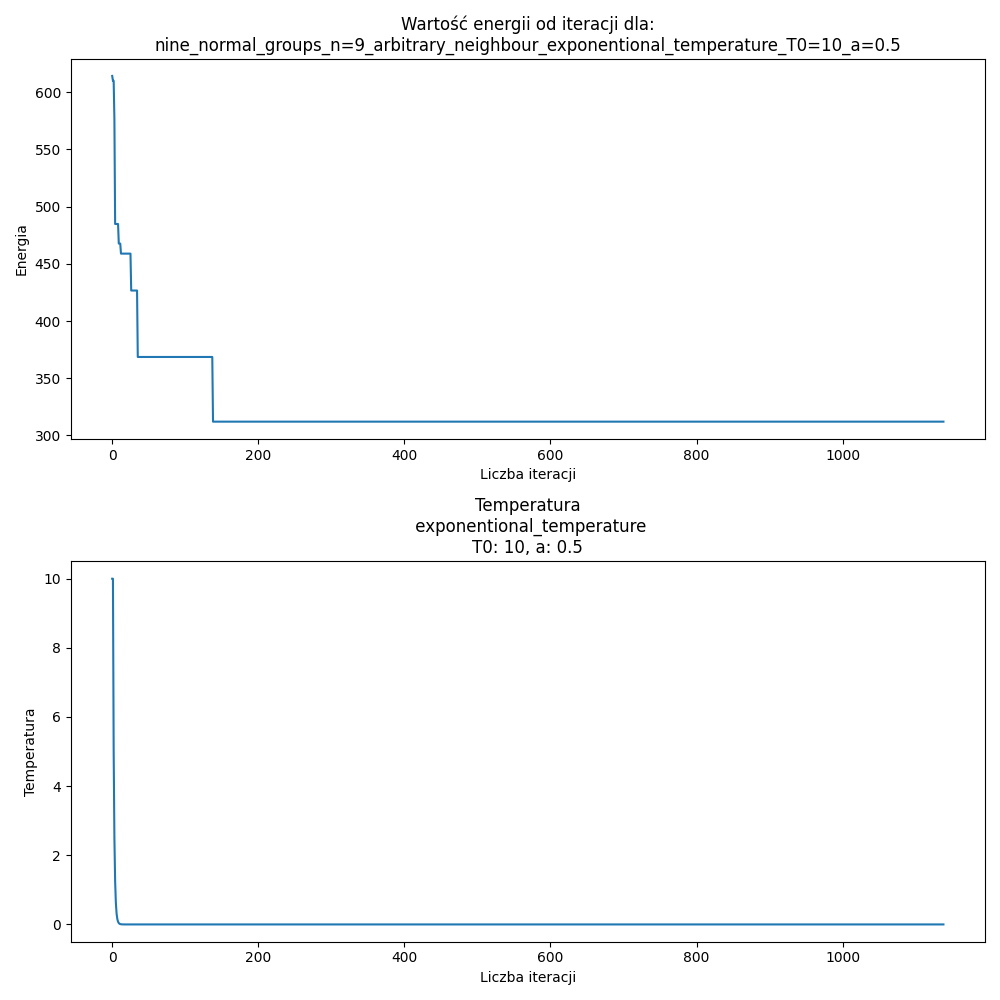 Wartość energii od iteracji dla:
nine_normal_groups_n=9_arbitrary_neighbour_exponentional_temperature_T0=10_a=0.5
600
550
500
450
400
350
300
Energia
0 200 400 600 800 1000
Liczba iteracji
Temperatura
exponentional_temperature
T0: 10, a: 0.5
10
8
6
4
2
0
Temperatura
0 200 400 600 800 1000
Liczba iteracji